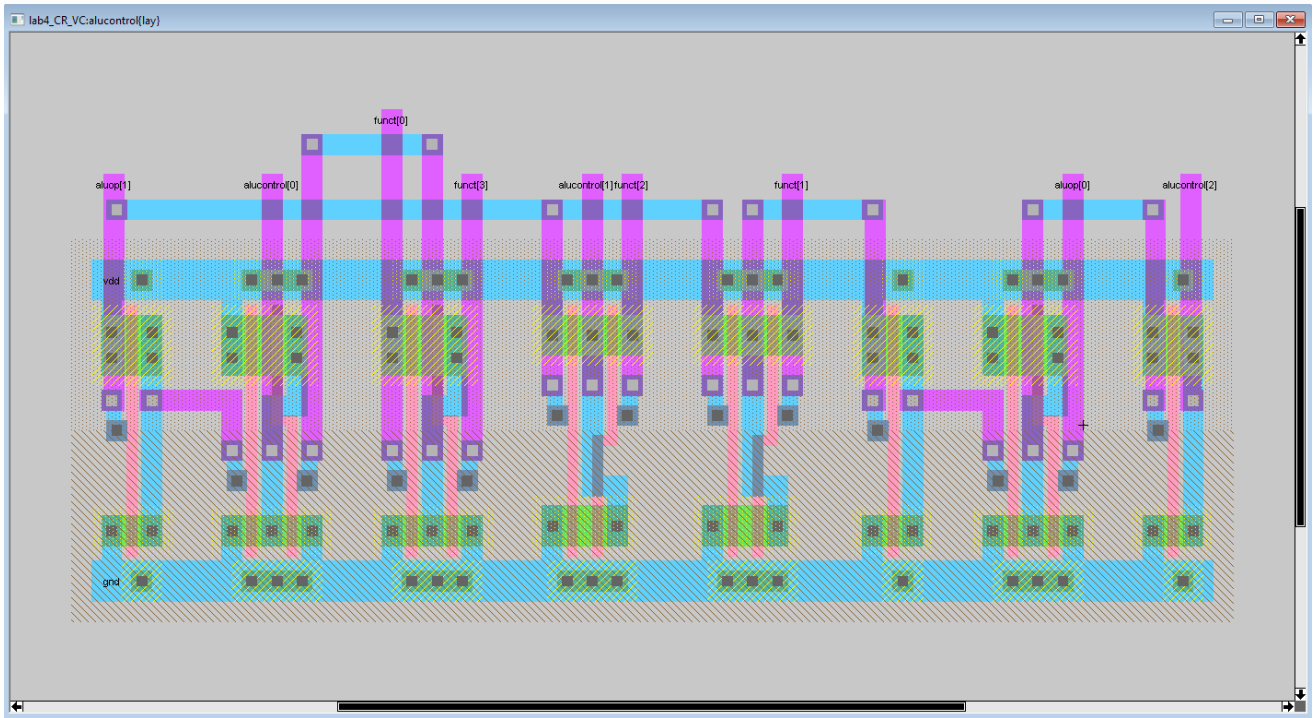 lab4_CR_VC:alucontrol{lay}
funct[0]
aluop[1]
alucontrol[0]
funct[3]
alucontrol[1]
funct[2]
funct[1]
aluop[0]
alucontrol[2]
vdd
gnd